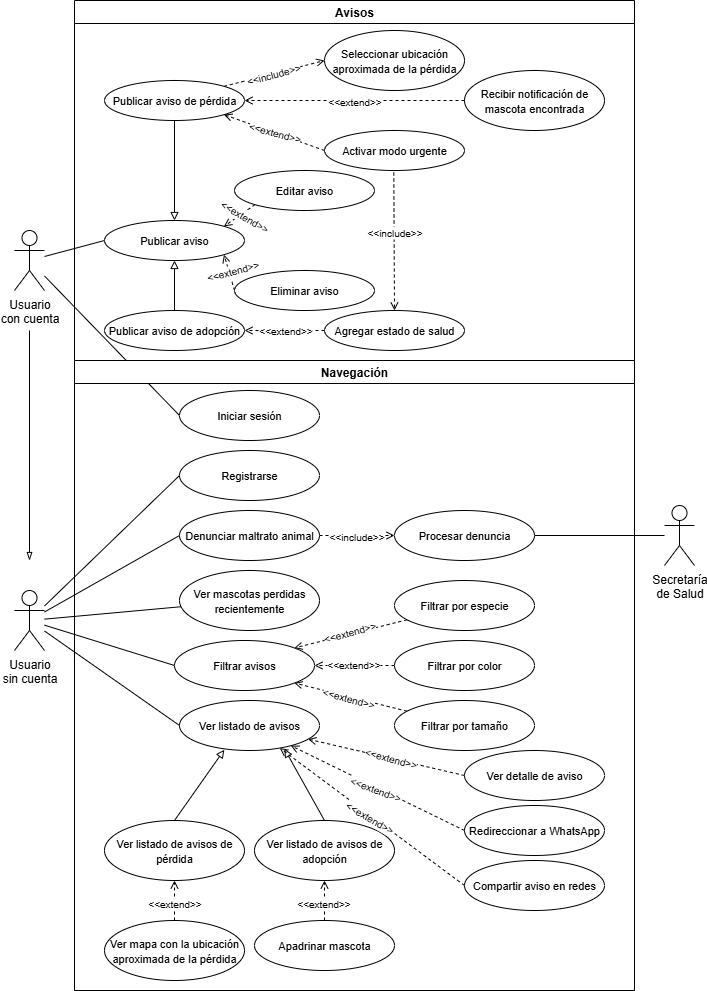 Avisos
Seleccionar ubicación
aproximada de la pérdida
<<include>>
Publicar aviso de pérdida
Recibir notificación de
mascota encontrada
<<extend>>
<<extend>>
Activar modo urgente
Editar aviso
<<extend>>
<<include>>
Publicar aviso
<<extend>>
Eliminar aviso
Usuario
con cuenta
Publicar aviso de adopción
<<extend>>
Agregar estado de salud
Navegación
Iniciar sesión
Registrarse
Denunciar maltrato animal
<<include>>
Procesar denuncia
Secretaría
de Salud
Ver mascotas perdidas
recientemente
Filtrar por especie
<<extend>>
Usuario
sin cuenta
Filtrar avisos
<<extend>>
Filtrar por color
<<extend>>
Filtrar por tamaño
Ver listado de avisos
<<extend>>
Ver detalle de aviso
<<extend>>
Redireccionar a WhatsApp
<<extend>>
Ver listado de avisos de
pérdida
Ver listado de avisos de
adopción
Compartir aviso en redes
<<extend>>
<<extend>>
Ver mapa con la ubicación
aproximada de la pérdida
Apadrinar mascota